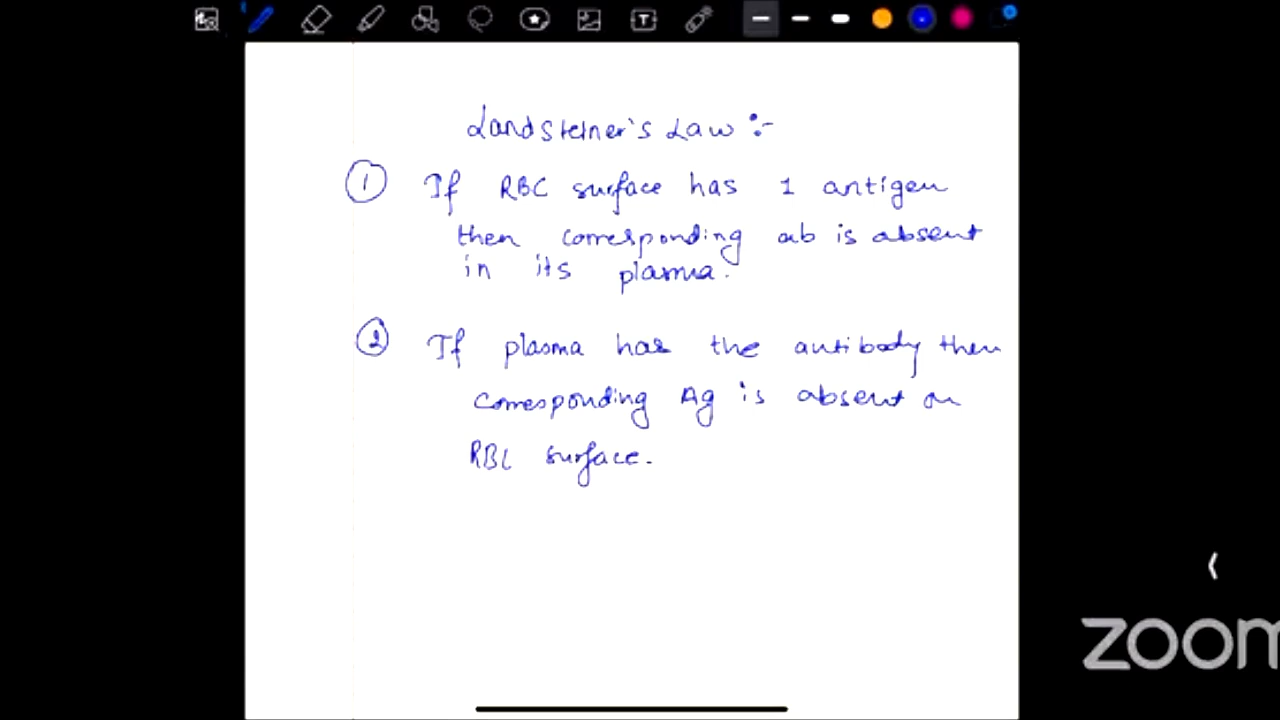 Landsteiner's Law :-
① If RBC surface has 1 antigen
then corresponding ab is absent
in its plasma.
② If plasma has the antibody then
corresponding Ag is absent on
RBC surface.
zoom